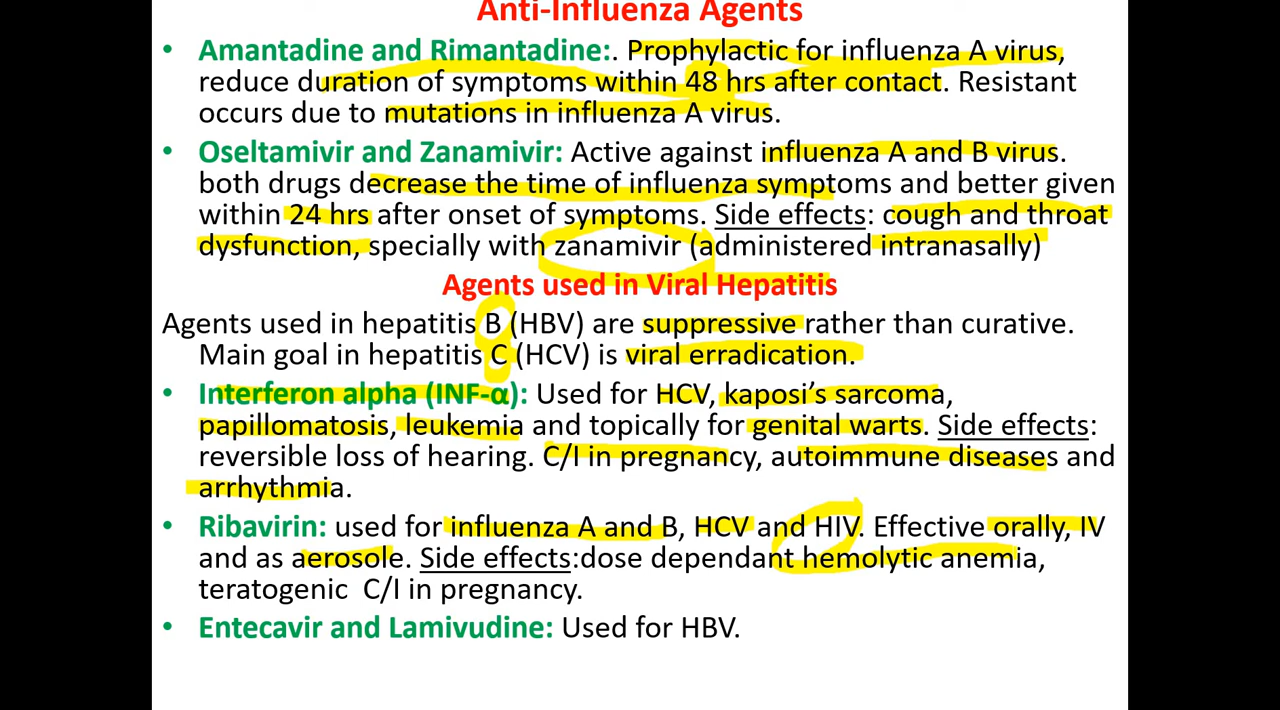 Anti-Influenza Agents
• Amantadine and Rimantadine:. Prophylactic for influenza A virus,
reduce duration of symptoms within 48 hrs after contact. Resistant
occurs due to mutations in influenza A virus.
• Oseltamivir and Zanamivir: Active against influenza A and B virus.
both drugs decrease the time of influenza symptoms and better given
within 24 hrs after onset of symptoms. Side effects: cough and throat
dysfunction, specially with zanamivir (administered intranasally)
Agents used in Viral Hepatitis
Agents used in hepatitis B (HBV) are suppressive rather than curative.
Main goal in hepatitis C (HCV) is viral erradication.
• Interferon alpha (INF-α): Used for HCV, kaposi's sarcoma,
papillomatosis, leukemia and topically for genital warts. Side effects:
reversible loss of hearing. C/I in pregnancy, autoimmune diseases and
arrhythmia.
• Ribavirin: used for influenza A and B, HCV and HIV. Effective orally, IV
and as aerosole. Side effects:dose dependant hemolytic anemia,
teratogenic C/I in pregnancy.
• Entecavir and Lamivudine: Used for HBV.